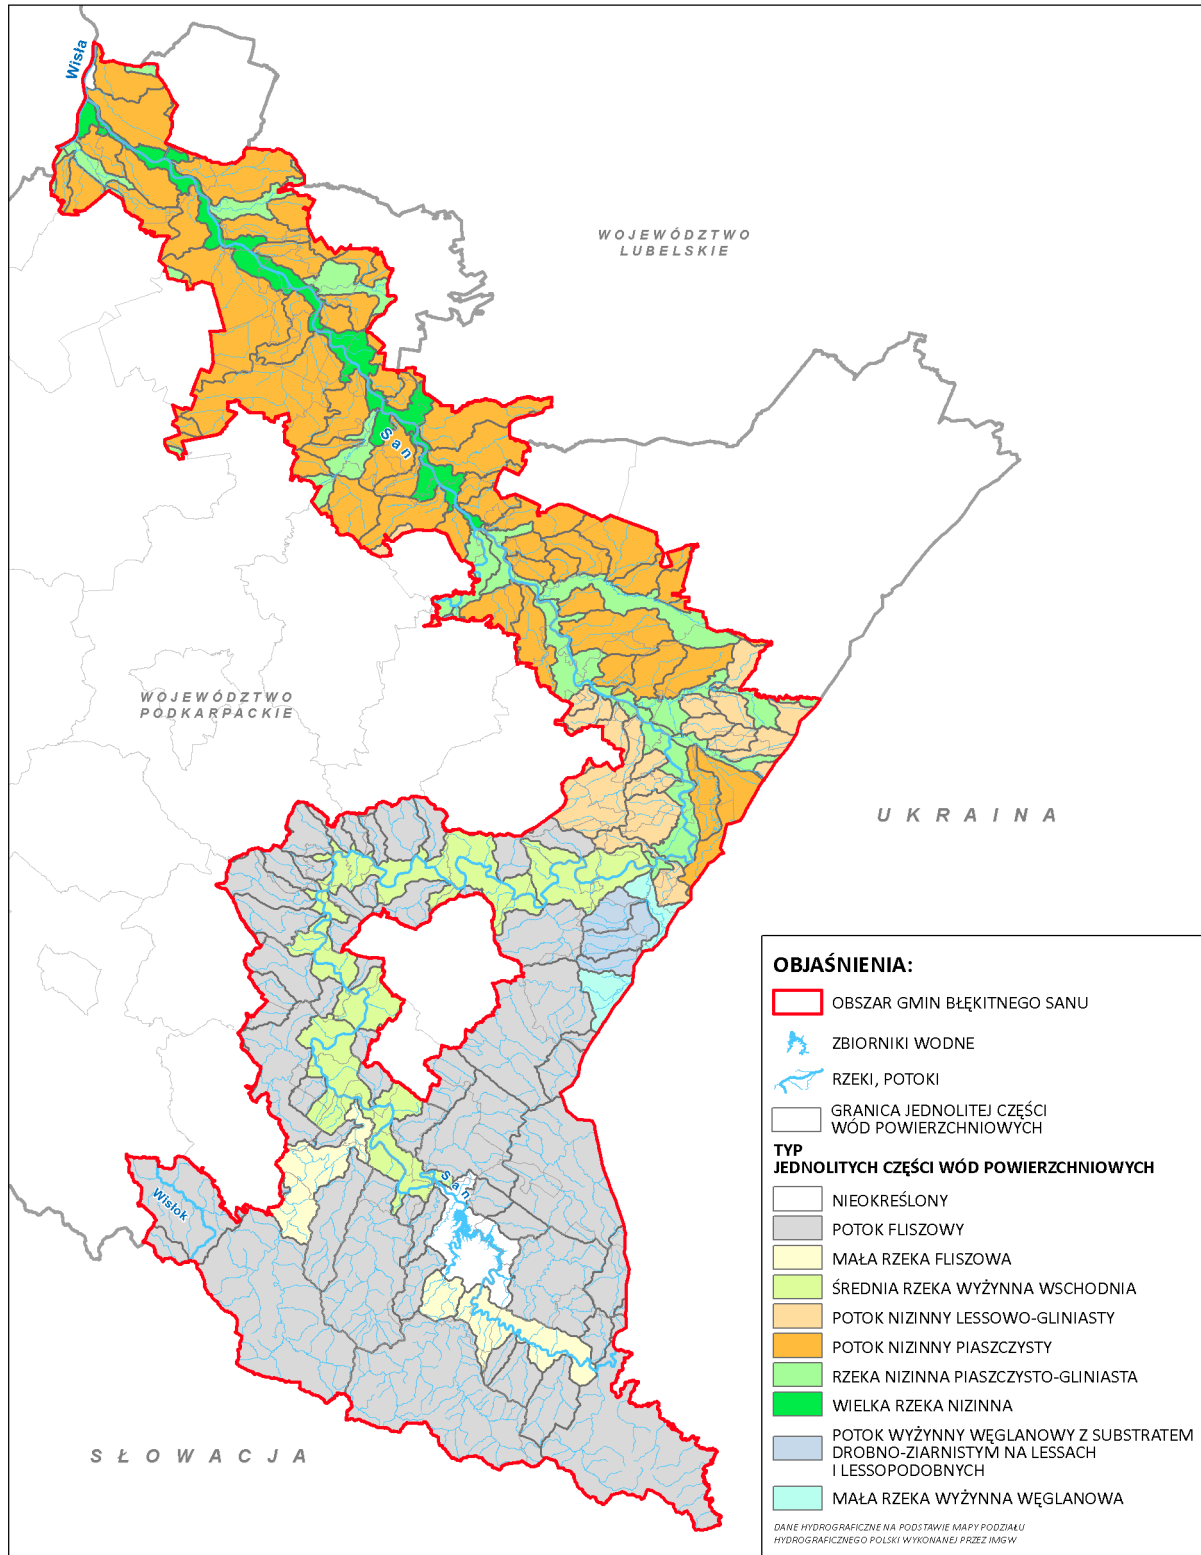 Wisła
WOJEWÓDZTWO
LUBELSKIE
San
WOJEWÓDZTWO
PODKARPACKIE
UKRAINA
San
Wisłok
SŁOWACJA
OBJAŚNIENIA:
OBSZAR GMIN BŁĘKITNEGO SANU
ZBIORNIKI WODNE
RZEKI, POTOKI
GRANICA JEDNOLITEJ CZĘŚCI
WÓD POWIERZCHNIOWYCH
TYP
JEDNOLITYCH CZĘŚCI WÓD POWIERZCHNIOWYCH
NIEOKREŚLONY
POTOK FLISZOWY
MAŁA RZEKA FLISZOWA
ŚREDNIA RZEKA WYŻYNNA WSCHODNIA
POTOK NIZINNY LESSOWO-GLINIASTY
POTOK NIZINNY PIASZCZYSTY
RZEKA NIZINNA PIASZCZYSTO-GLINIASTA
WIELKA RZEKA NIZINNA
POTOK WYŻYNNY WĘGLANOWY Z SUBSTRATEM
DROBNO-ZIARNISTYM NA LESSACH
I LESSOPODOBNYCH
MAŁA RZEKA WYŻYNNA WĘGLANOWA
DANE HYDROGRAFICZNE NA PODSTAWIE MAPY PODZIAŁU
HYDROGRAFICZNEGO POLSKI WYKONANEJ PRZEZ IMGW